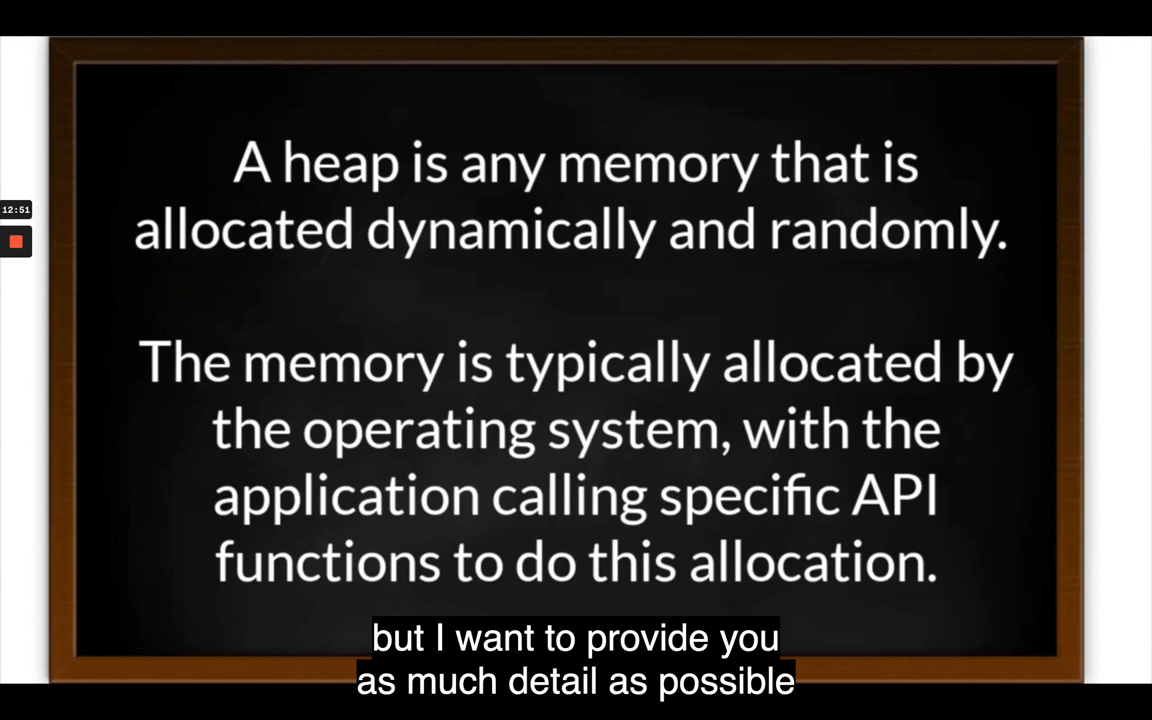 A heap is any memory that is
allocated dynamically and randomly.
12:51
The memory is typically allocated by
the operating system, with the
application calling specific API
functions to do this allocation.
but I want to provide you
as much detail as possible